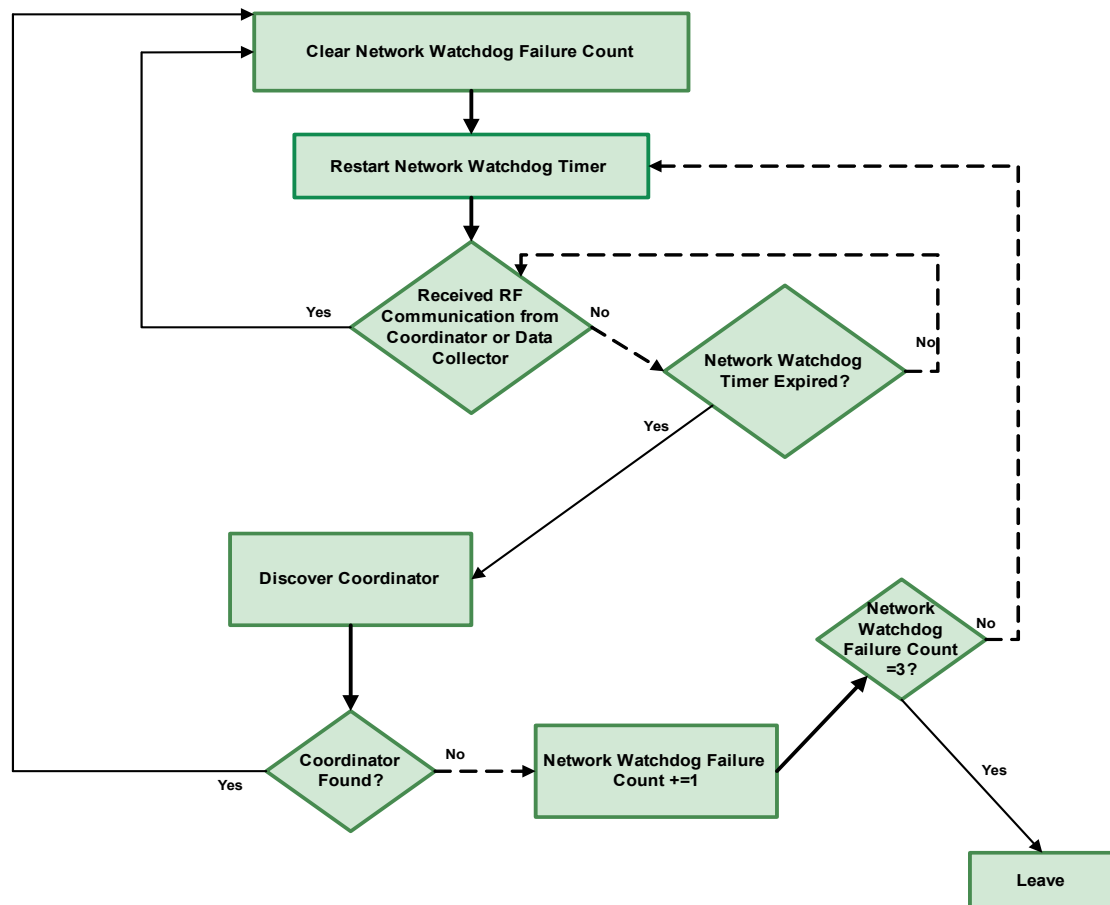 Clear Network Watchdog Failure Count
Restart Network Watchdog Timer
Received RF
Communication from
Coordinator or Data
Collector
Yes
No
Network Watchdog
Timer Expired?
No
Yes
Discover Coordinator
Network
Watchdog
Failure Count
=3?
No
Coordinator
Found?
Yes
No
Network Watchdog Failure
Count +=1
Yes
Leave